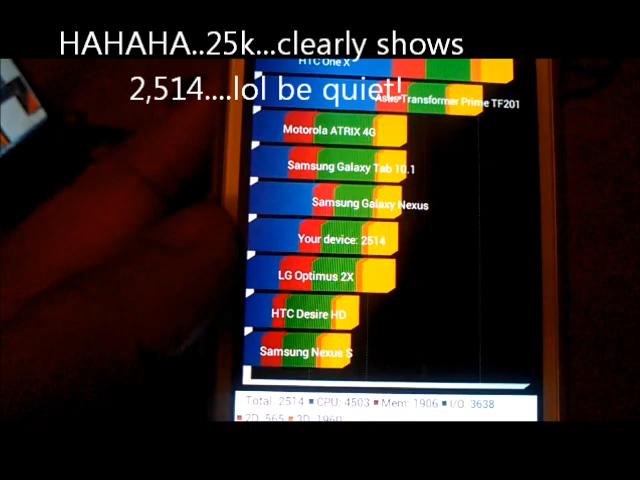 HAHAHA..25k...clearly shows
2,514....lol be quiet!
HTC One X
Asus Transformer Prime TF201
Motorola ATRIX 4G
Samsung Galaxy Tab 10.1
Samsung Galaxy Nexus
Your device: 2514
LG Optimus 2X
HTC Desire HD
Samsung Nexus S
Total: 2514 CPU: 4503 Mem: 1906 I/O: 3638
2D: 565 3D: 1960